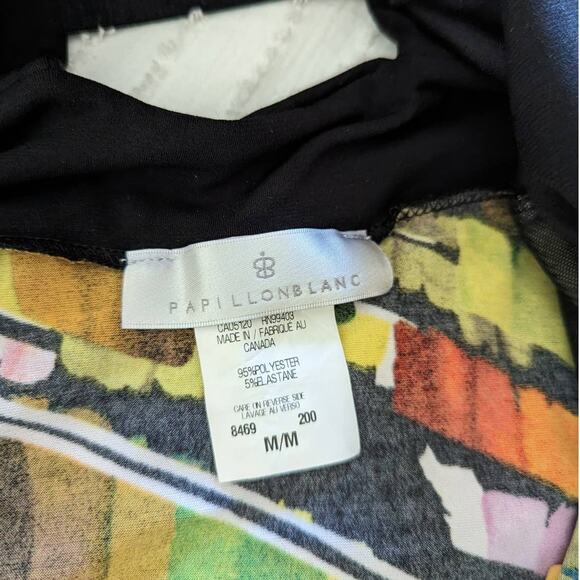 PAPILLONBLANC
CA05120 RN99403
MADE IN / FABRIQUE AU
CANADA
95%POLYESTER
5%ELASTANE
CARE ON REVERSE SIDE
LAVAGE AU VERSO
8469 200
M/M